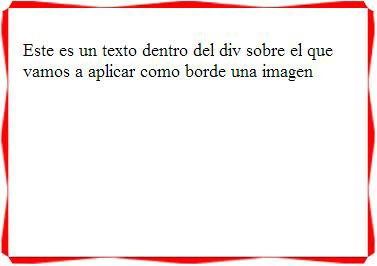 Este es un texto dentro del div sobre el que
vamos a aplicar como borde una imagen